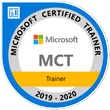 MICROSOFT CERTIFIED TRAINER
Microsoft
MCT
Trainer
2019 - 2020